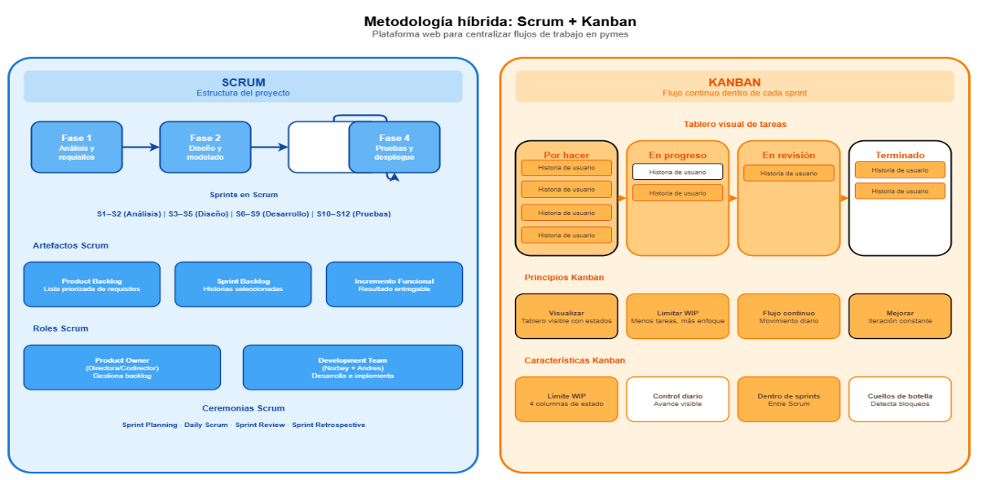 Metodología híbrida: Scrum + Kanban
Plataforma web para centralizar flujos de trabajo en pymes
SCRUM
Estructura del proyecto
Fase 1
Análisis y
requisitos
Fase 2
Diseño y
modelado
Fase 4
Pruebas y
despliegue
Sprints en Scrum
S1–S2 (Análisis) | S3–S5 (Diseño) | S6–S9 (Desarrollo) | S10–S12 (Pruebas)
Artefactos Scrum
Product Backlog
Lista priorizada de requisitos
Sprint Backlog
Historias seleccionadas
Incremento Funcional
Resultado entregable
Roles Scrum
Product Owner
(Directora/Codirector)
Gestiona backlog
Development Team
(Norbey + Andres)
Desarrolla e implementa
Ceremonias Scrum
Sprint Planning · Daily Scrum · Sprint Review · Sprint Retrospective
KANBAN
Flujo continuo dentro de cada sprint
Tablero visual de tareas
Por hacer
Historia de usuario
Historia de usuario
Historia de usuario
Historia de usuario
En progreso
Historia de usuario
Historia de usuario
En revisión
Historia de usuario
Terminado
Historia de usuario
Historia de usuario
Principios Kanban
Visualizar
Tablero visible con estados
Limitar WIP
Menos tareas, más enfoque
Flujo continuo
Movimiento diario
Mejorar
Iteración constante
Características Kanban
Límite WIP
4 columnas de estado
Control diario
Avance visible
Dentro de sprints
Entre Scrum
Cuellos de botella
Detecta bloqueos